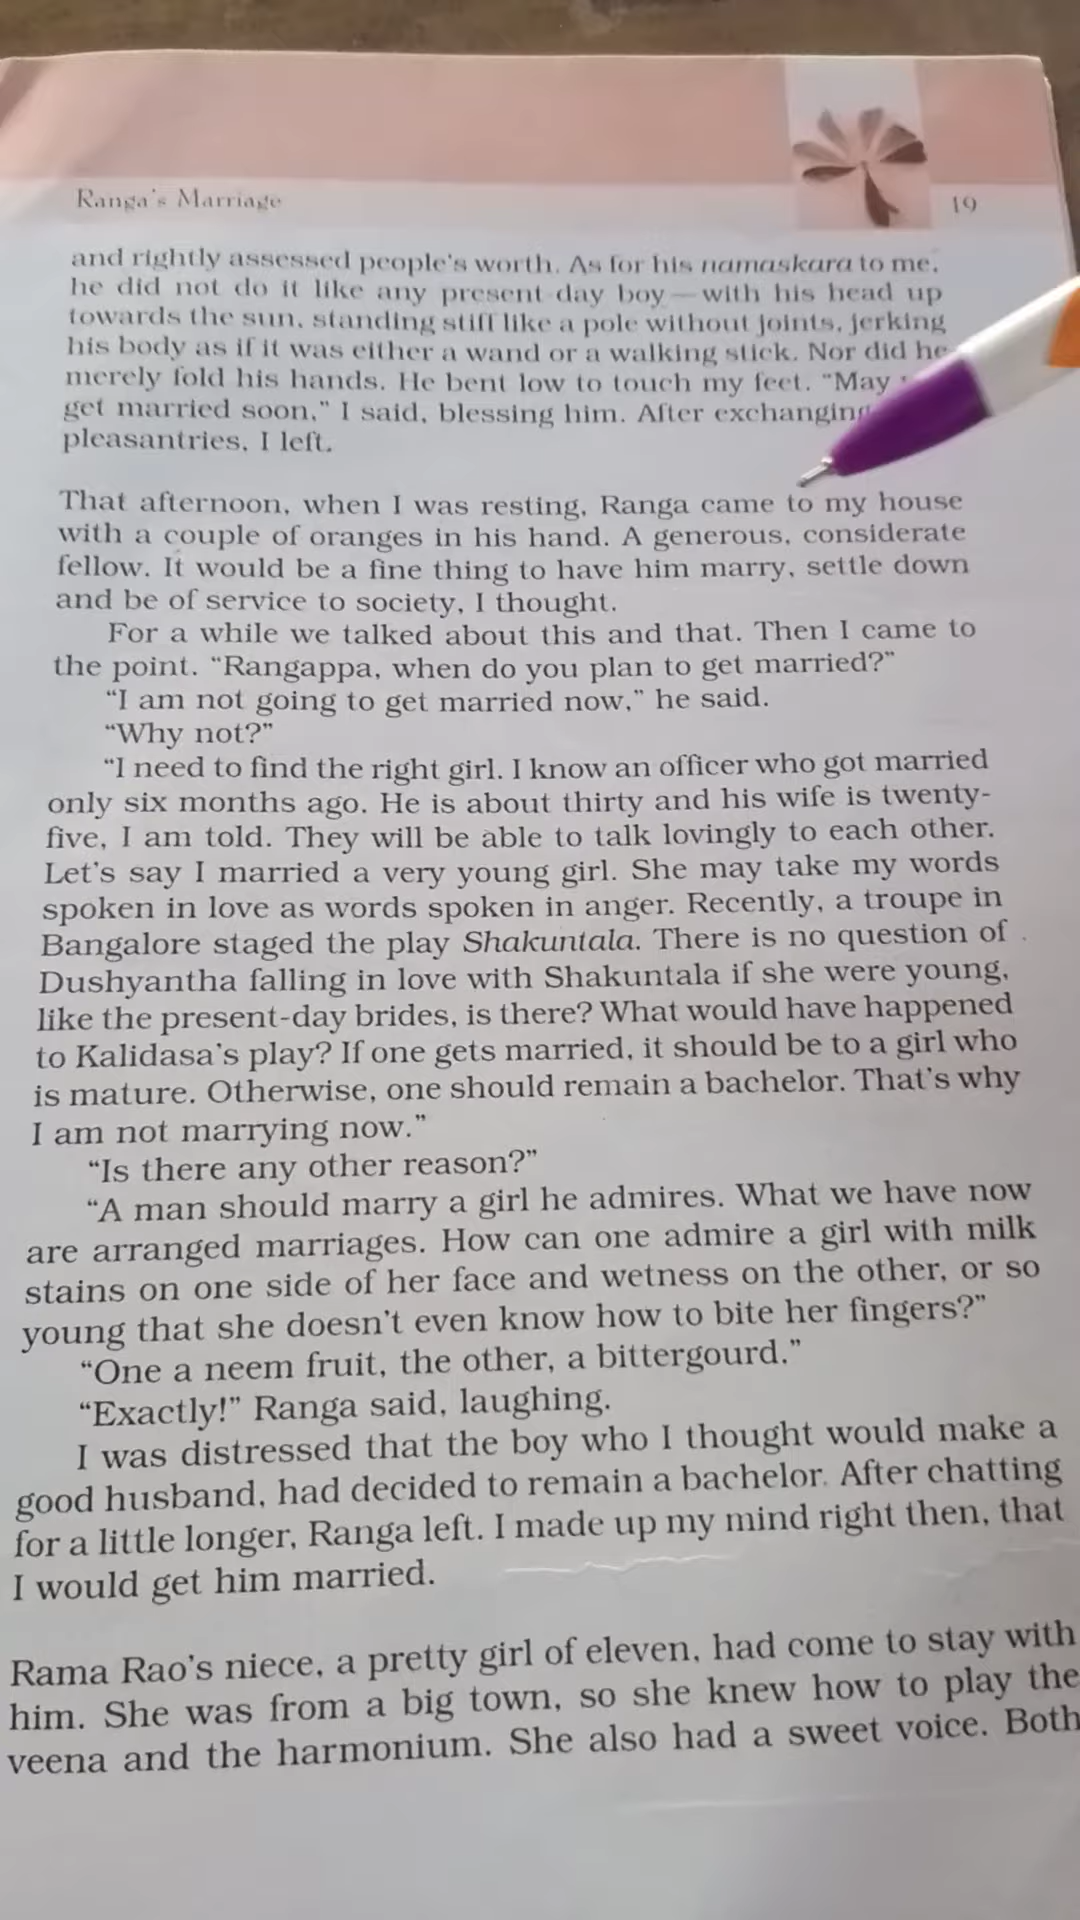 Ranga's Marriage
19
and rightly assessed people's worth. As for his namaskara to me,
he did not do it like any present-day boy — with his head up
towards the sun, standing stiff like a pole without joints, jerking
his body as if it was either a wand or a walking stick. Nor did he
merely fold his hands. He bent low to touch my feet. “May
get married soon,” I said, blessing him. After exchanging
pleasantries, I left.
That afternoon, when I was resting, Ranga came to my house
with a couple of oranges in his hand. A generous, considerate
fellow. It would be a fine thing to have him marry, settle down
and be of service to society, I thought.
For a while we talked about this and that. Then I came to
the point. “Rangappa, when do you plan to get married?”
“I am not going to get married now,” he said.
“Why not?”
“I need to find the right girl. I know an officer who got married
only six months ago. He is about thirty and his wife is twenty-
five, I am told. They will be able to talk lovingly to each other.
Let’s say I married a very young girl. She may take my words
spoken in love as words spoken in anger. Recently, a troupe in
Bangalore staged the play Shakuntala. There is no question of
Dushyantha falling in love with Shakuntala if she were young,
like the present-day brides, is there? What would have happened
to Kalidasa’s play? If one gets married, it should be to a girl who
is mature. Otherwise, one should remain a bachelor. That’s why
I am not marrying now.”
“Is there any other reason?”
“A man should marry a girl he admires. What we have now
are arranged marriages. How can one admire a girl with milk
stains on one side of her face and wetness on the other, or so
young that she doesn’t even know how to bite her fingers?”
“One a neem fruit, the other, a bittergourd.”
“Exactly!” Ranga said, laughing.
I was distressed that the boy who I thought would make a
good husband, had decided to remain a bachelor. After chatting
for a little longer, Ranga left. I made up my mind right then, that
I would get him married.
Rama Rao’s niece, a pretty girl of eleven, had come to stay with
him. She was from a big town, so she knew how to play the
veena and the harmonium. She also had a sweet voice. Both